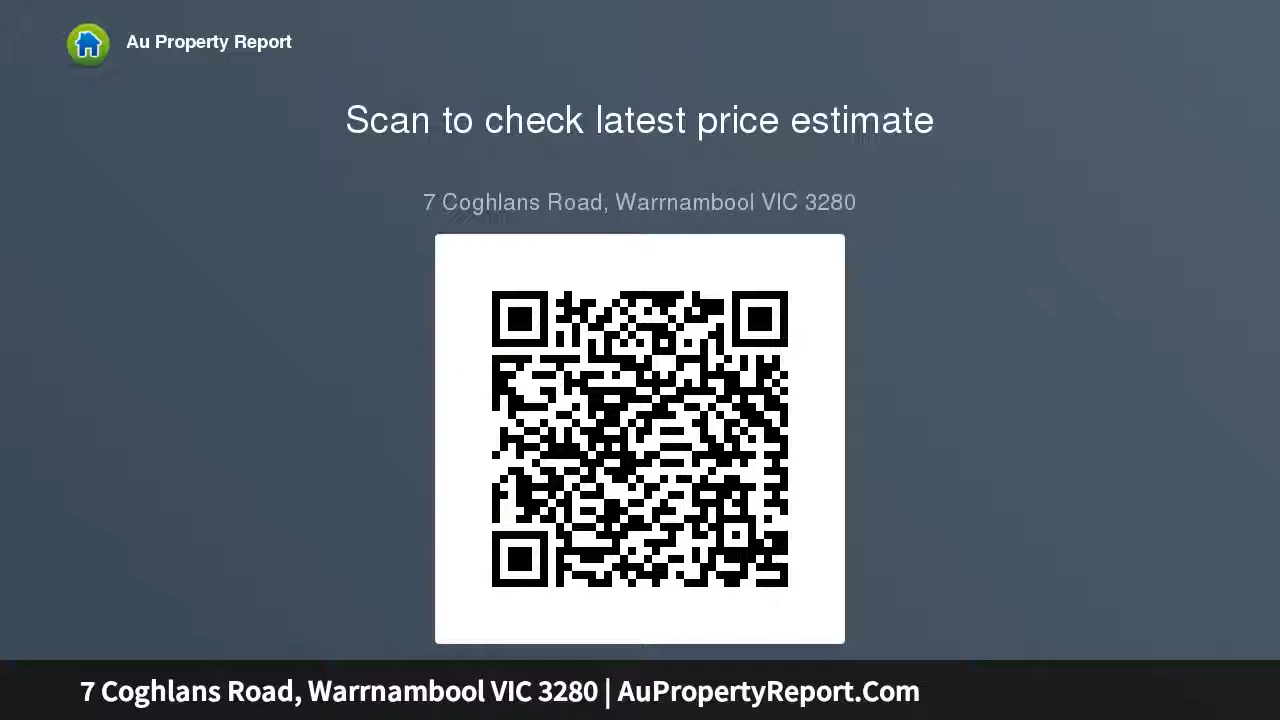 Au Property Report
Scan to check latest price estimate
7 Coghlans Road, Warrnambool VIC 3280
7 Coghlans Road, Warrnambool VIC 3280 | AuPropertyReport.Com